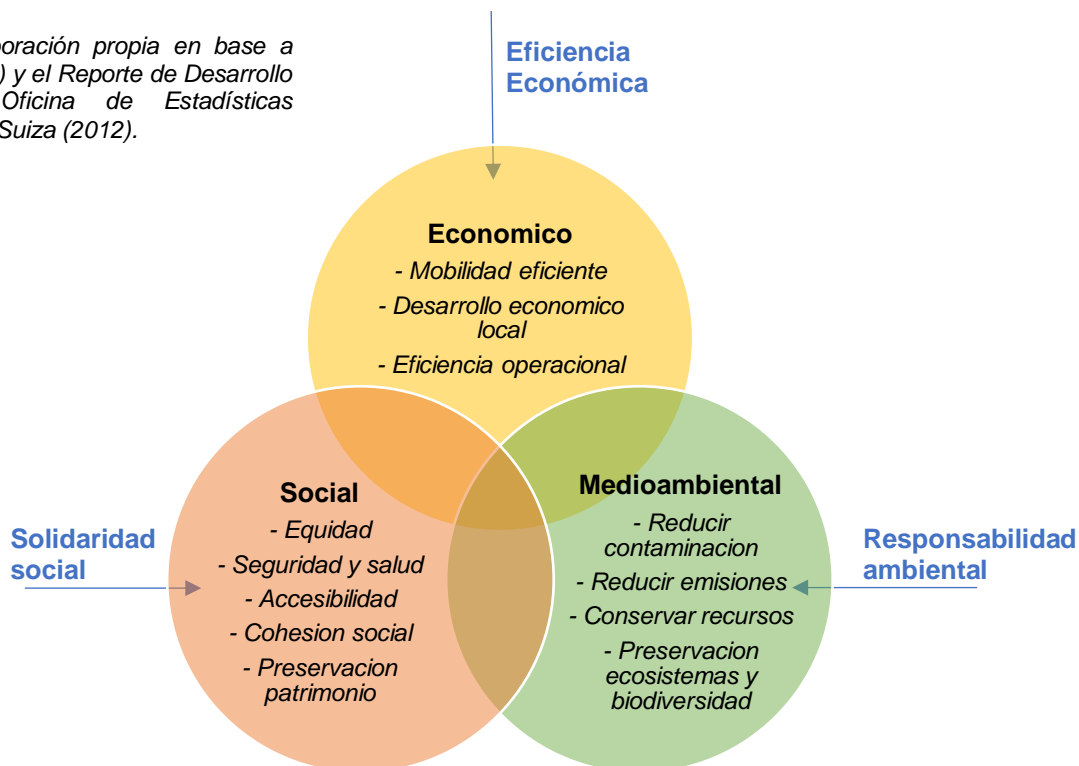 oración propia en base a
) y el Reporte de Desarrollo
Oficina de Estadísticas
Suiza (2012).
Eficiencia
Económica
Economico
- Mobilidad eficiente
- Desarrollo economico
local
- Eficiencia operacional
Social
- Equidad
- Seguridad y salud
- Accesibilidad
- Cohesion social
- Preservacion
patrimonio
Medioambiental
- Reducir
contaminacion
- Reducir emisiones
- Conservar recursos
- Preservacion
ecosistemas y
biodiversidad
Solidaridad
social
Responsabilidad
ambiental